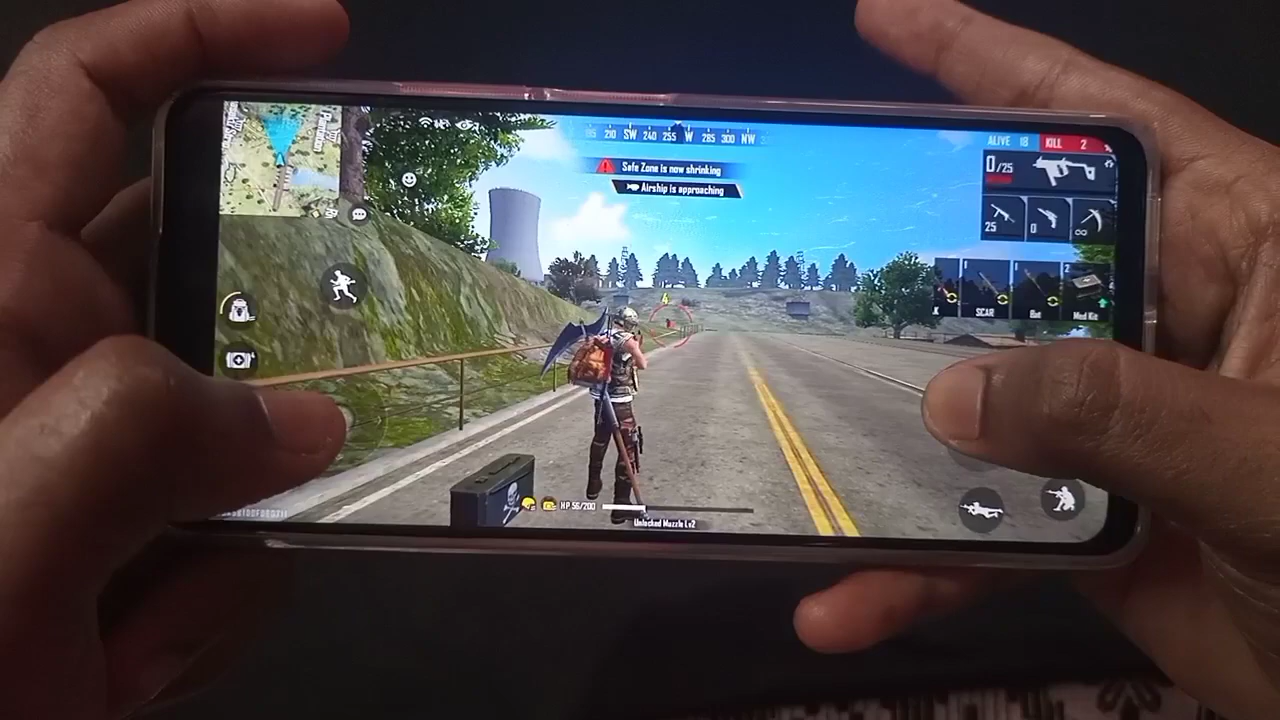 210 SW 240 255 W 285 300 NW
Safe Zone is now shrinking
Airship is approaching
ALIVE 18 KILL 2
0/25
25
0
∞
SCAR
Bat
Med Kit
4
HP 56/200
Unlocked Muzzle Lv2